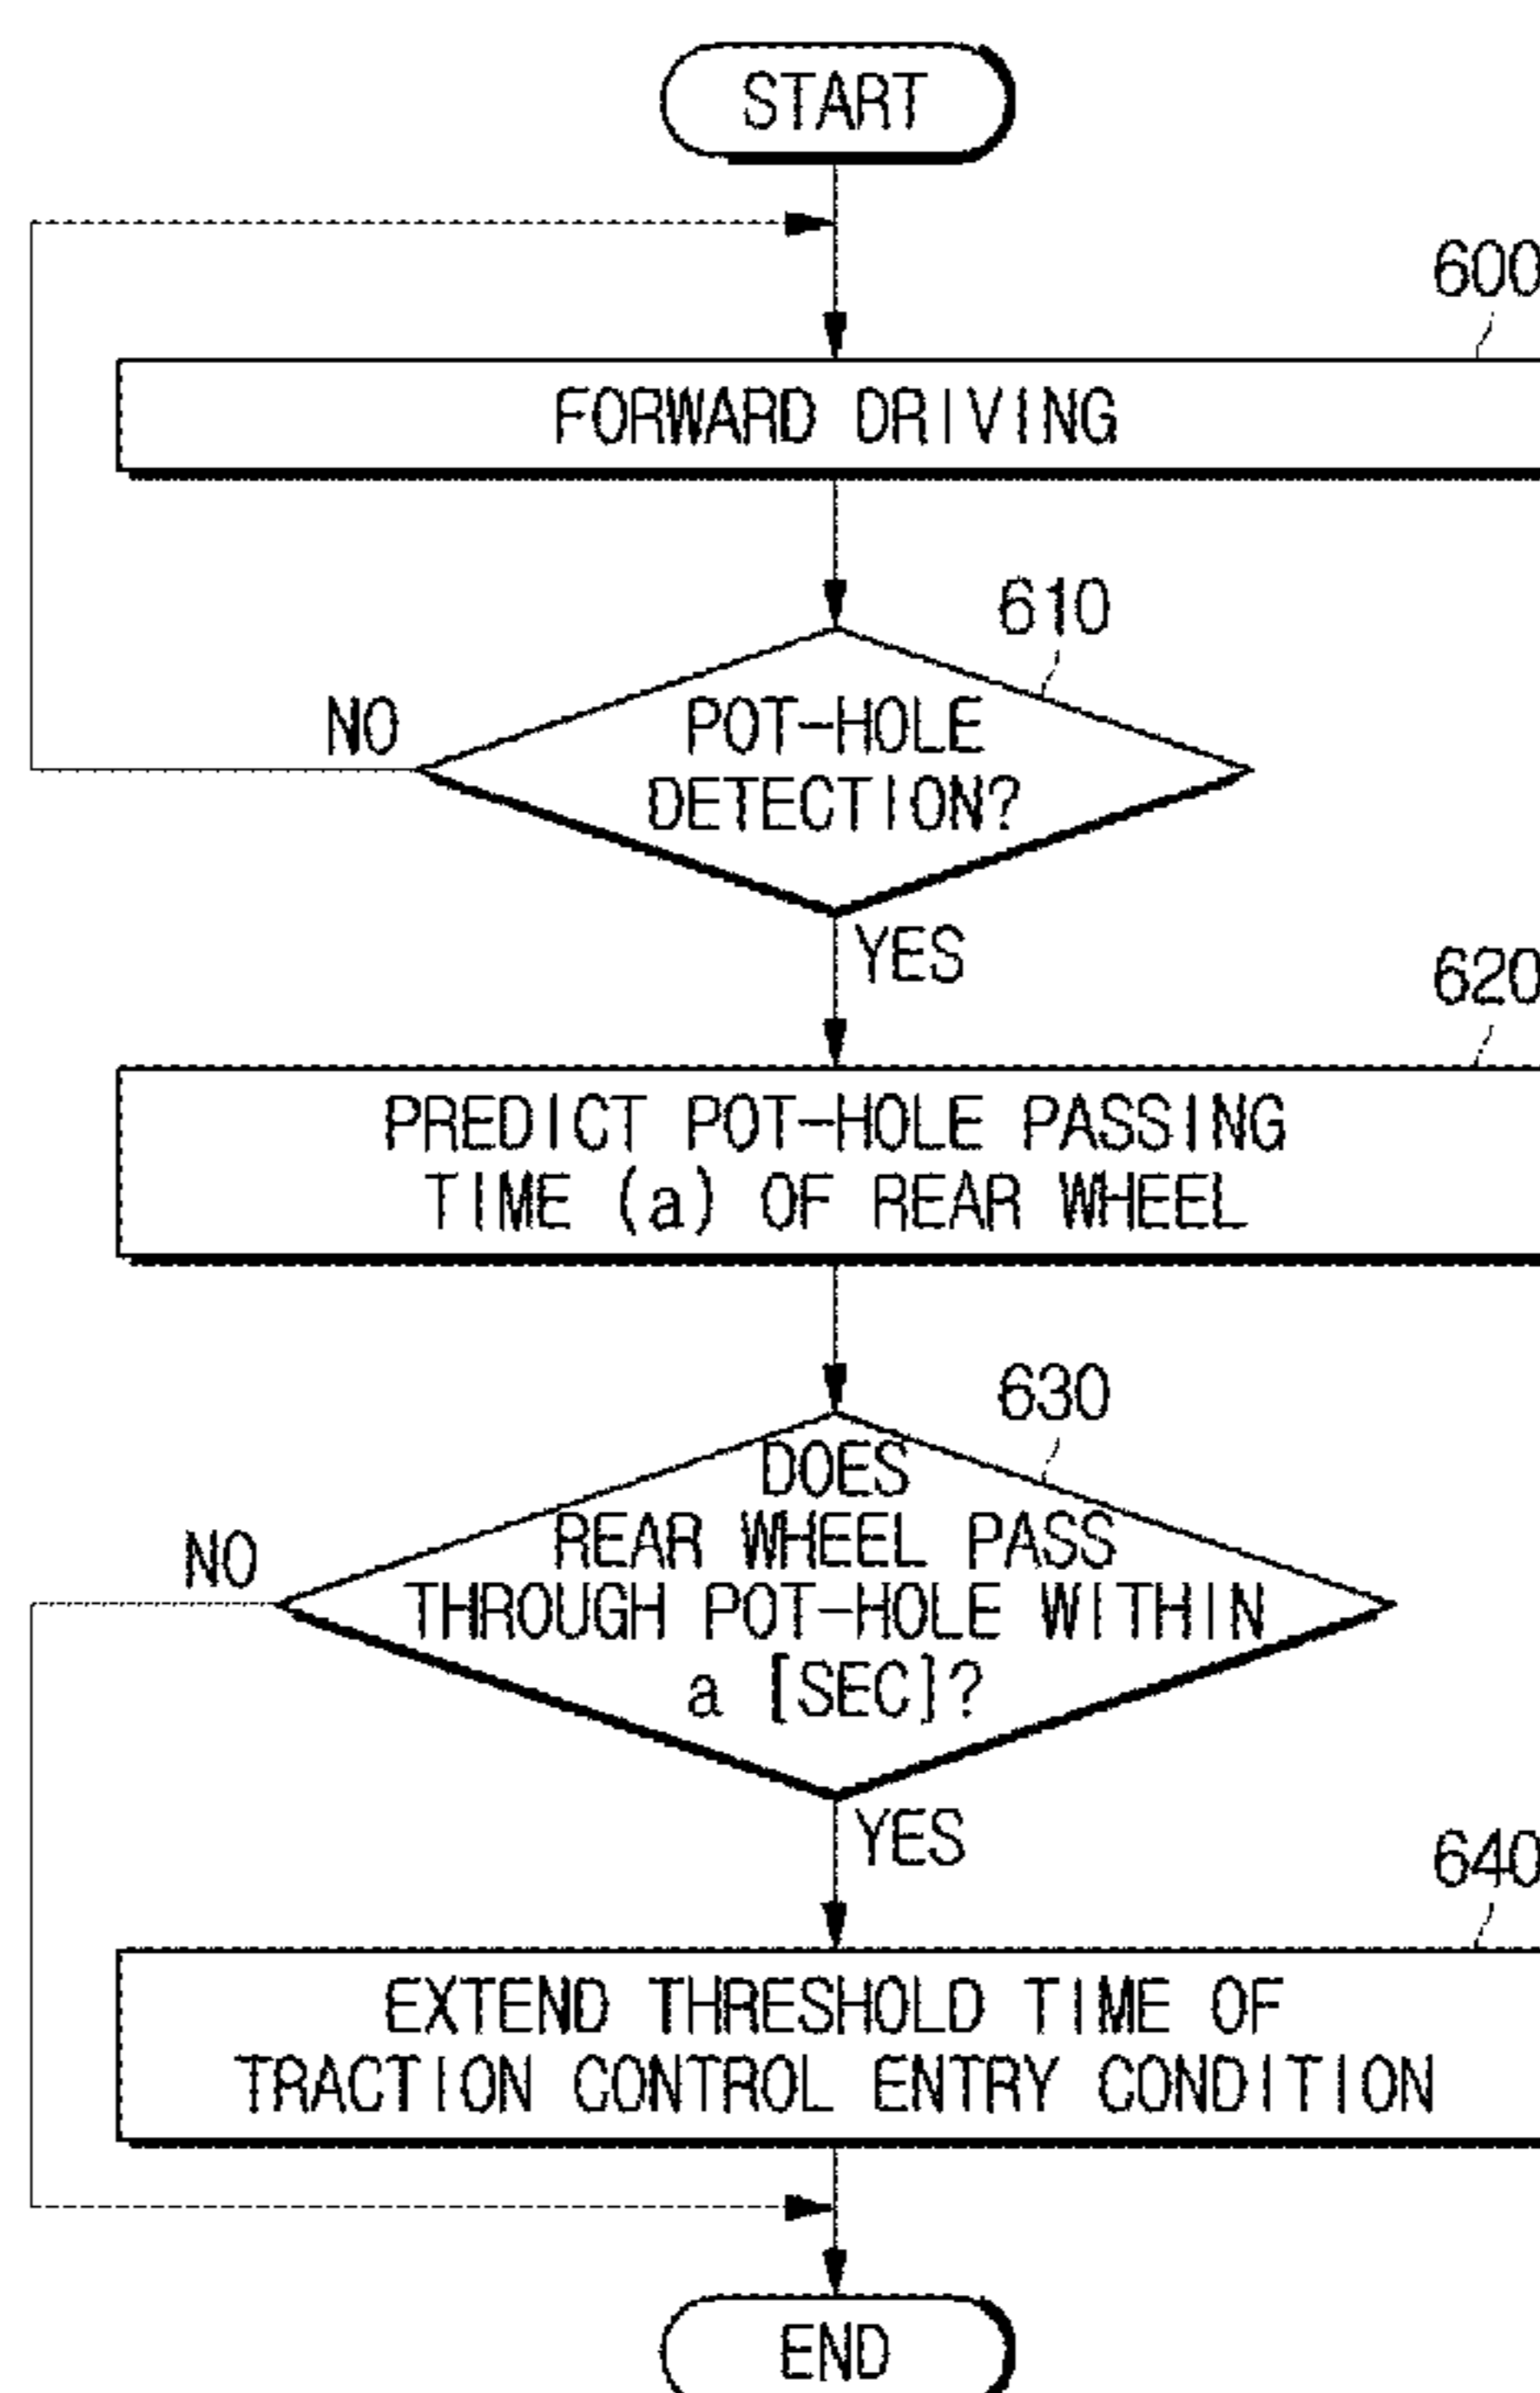 START
600
FORWARD DRIVING
610
NO
POT-HOLE
DETECTION?
YES
620
PREDICT POT-HOLE PASSING
TIME (a) OF REAR WHEEL
630
DOES
NO
REAR WHEEL PASS
THROUGH POT-HOLE WITHIN
a [SEC]?
YES
640
EXTEND THRESHOLD TIME OF
TRACTION CONTROL ENTRY CONDITION
END